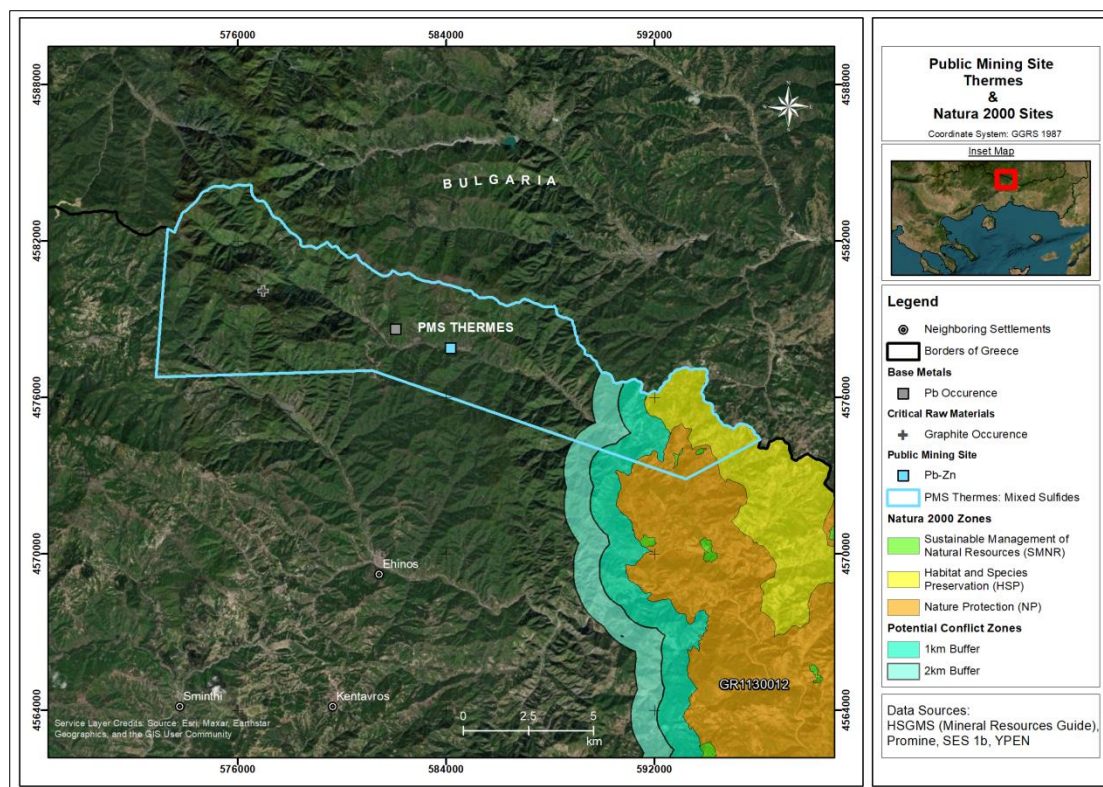 576000
584000
592000
4588000
4582000
4576000
4570000
4564000
4588000
4582000
4576000
4570000
4564000
BULGARIA
PMS THERMES
Ehinos
Sminthi
Kentavros
GR1130012
Service Layer Credits: Source: Esri, Maxar, Earthstar
Geographics, and the GIS User Community
0 2.5 5
km
576000
584000
592000
Public Mining Site
Thermes
&
Natura 2000 Sites
Coordinate System: GGRS 1987
Inset Map
Legend
Neighboring Settlements
Borders of Greece
Base Metals
Pb Occurence
Critical Raw Materials
Graphite Occurence
Public Mining Site
Pb-Zn
PMS Thermes: Mixed Sulfides
Natura 2000 Zones
Sustainable Management of
Natural Resources (SMNR)
Habitat and Species
Preservation (HSP)
Nature Protection (NP)
Potential Conflict Zones
1km Buffer
2km Buffer
Data Sources:
HSGMS (Mineral Resources Guide),
Promine, SES 1b, YPEN